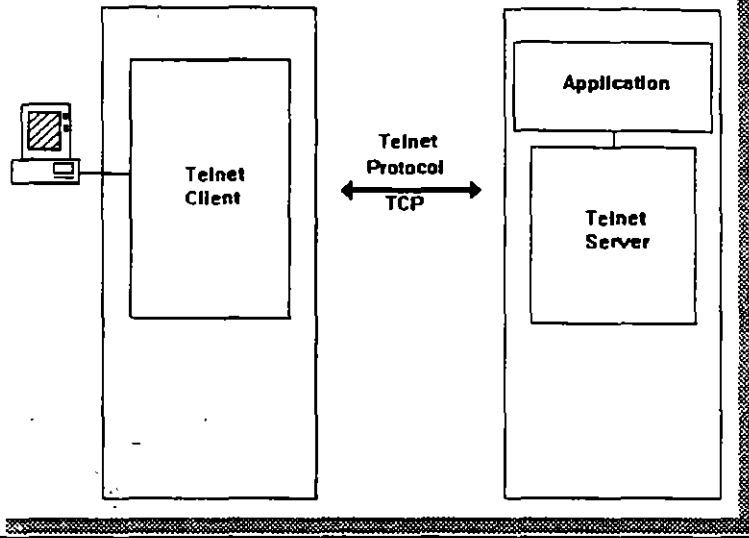 Application
Telnet
Protocol
TCP
Telnet
Client
Telnet
Server